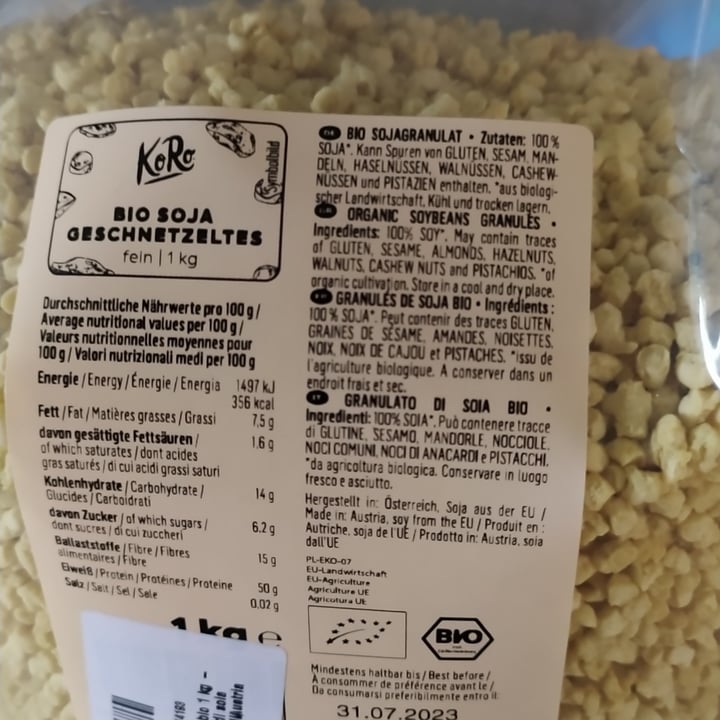 KoRo
Symbolbild
BIO SOJA
GESCHNETZELTES
fein | 1 kg
Durchschnittliche Nährwerte pro 100 g /
Average nutritional values per 100 g /
Valeurs nutritionnelles moyennes pour
100 g / Valori nutrizionali medi per 100 g
Energie / Energy / Énergie / Energia 1497 kJ
356 kcal
Fett / Fat / Matières grasses / Grassi 7,5 g
davon gesättigte Fettsäuren / 1,6 g
of which saturates / dont acides
gras saturés / di cui acidi grassi saturi
Kohlenhydrate / Carbohydrate / 14 g
Glucides / Carboidrati
davon Zucker / of which sugars / 6,2 g
dont sucres / di cui zuccheri
Ballaststoffe / Fibre / Fibres 15 g
alimentaires / Fibre
Eiweiß / Protein / Protéines / Proteine 50 g
Salz / Salt / Sel / Sale 0,02 g
1 kg e
BIO SOJAGRANULAT • Zutaten: 100 %
SOJA*. Kann Spuren von GLUTEN, SESAM, MAN-
DELN, HASELNÜSSEN, WALNÜSSEN, CASHEW-
NÜSSEN und PISTAZIEN enthalten. *aus biologi-
scher Landwirtschaft. Kühl und trocken lagern.
ORGANIC SOYBEANS GRANULES •
Ingredients: 100% SOY*. May contain traces
of GLUTEN, SESAME, ALMONDS, HAZELNUTS,
WALNUTS, CASHEW NUTS and PISTACHIOS. *of
organic cultivation. Store in a cool and dry place.
GRANULÉS DE SOJA BIO • Ingrédients :
100 % SOJA*. Peut contenir des traces GLUTEN,
GRAINES DE SÉSAME, AMANDES, NOISETTES,
NOIX, NOIX DE CAJOU et PISTACHES. *issu de
l'agriculture biologique. A conserver dans un
endroit frais et sec.
IT GRANULATO DI SOIA BIO •
Ingredienti: 100% SOIA*. Può contenere tracce
di GLUTINE, SESAMO, MANDORLE, NOCCIOLE,
NOCI COMUNI, NOCI DI ANACARDI e PISTACCHI.
*da agricoltura biologica. Conservare in luogo
fresco e asciutto.
Hergestellt in: Österreich, Soja aus der EU /
Made in: Austria, soy from the EU / Produit en :
Autriche, soja de l'UE / Prodotto in: Austria, soia
dall'UE
PL-EKO-07
EU-Landwirtschaft
EU-Agriculture
Agriculture UE
Agricoltura UE
BIO
Mindestens haltbar bis / Best before /
À consommer de préférence avant le /
Da consumarsi preferibilmente entro il:
31.07.2023
4193
bio 1 kg -
di soia